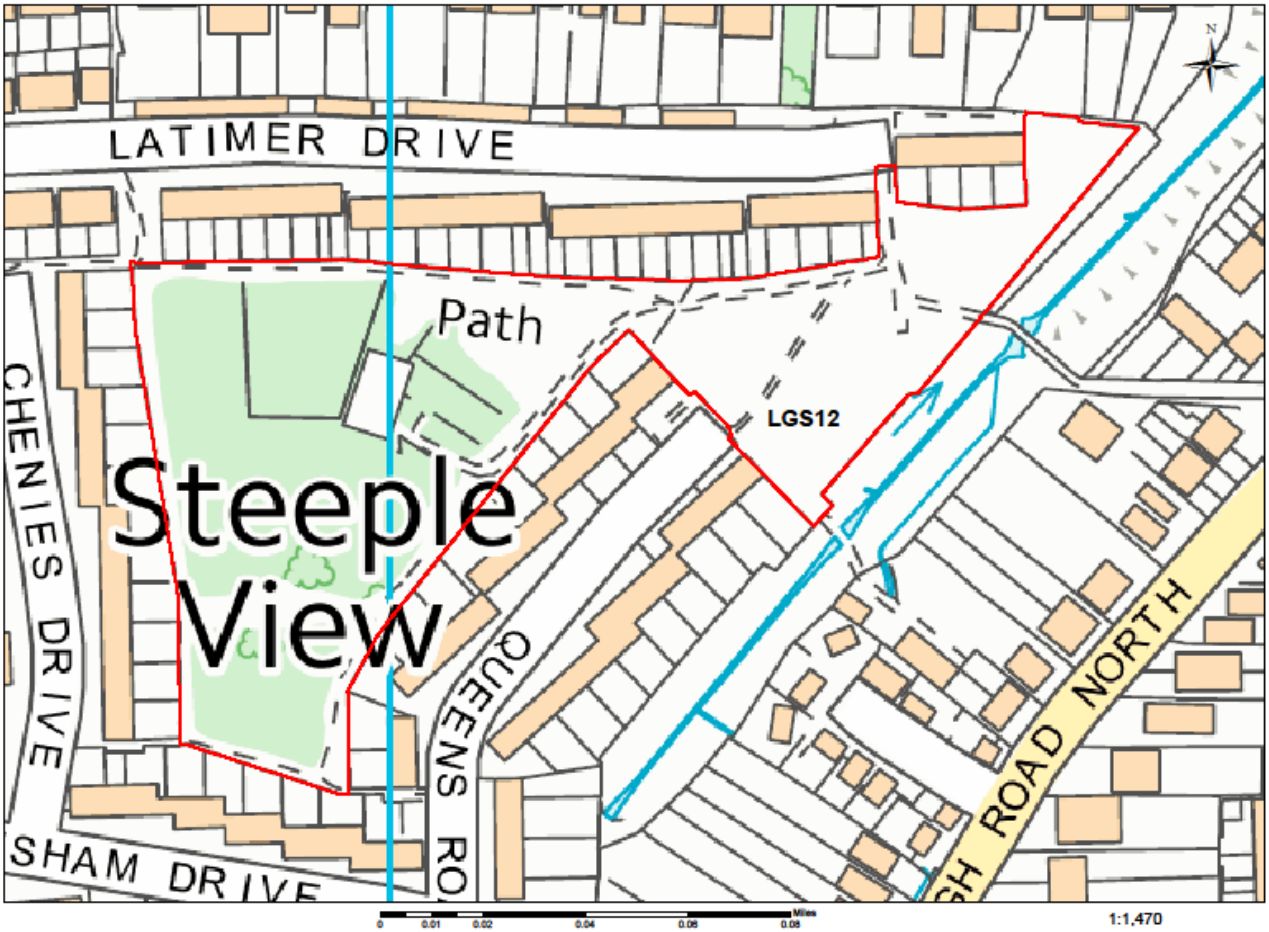 N
LATIMER DRIVE
Path
LGS12
CHENIES DRIVE
Steeple
View
QUEENS RO
GH ROAD NORTH
SHAM DRIVE
0 0.01 0.02 0.04 0.06 0.08 Miles
1:1,470